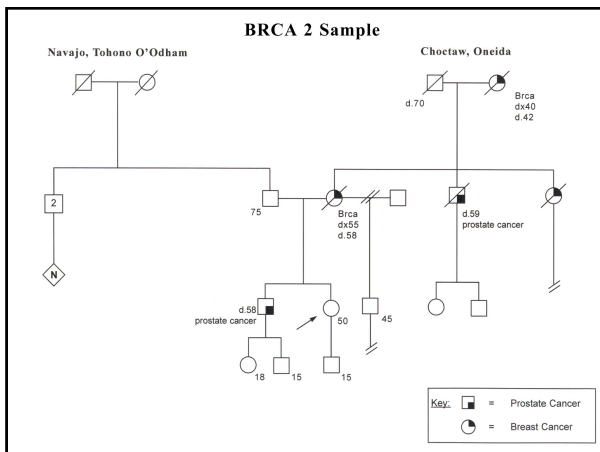 BRCA 2 Sample
Navajo, Tohono O'Odham
Choctaw, Oneida
d.70
Brca
dx40
d.42
2
75
Brca
dx55
d.58
d.59
prostate cancer
N
d.58
prostate cancer
50
45
18
15
15
Key:
= Prostate Cancer
= Breast Cancer